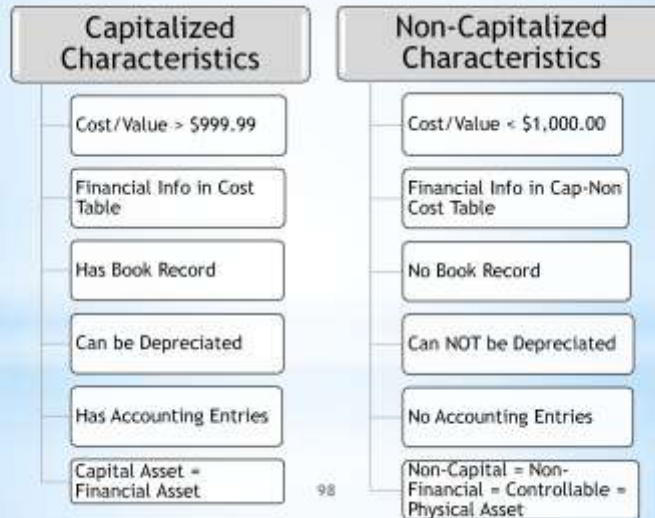 Capitalized
Characteristics
Cost/Value > $999.99
Financial Info in Cost
Table
Has Book Record
Can be Depreciated
Has Accounting Entries
Capital Asset =
Financial Asset
Non-Capitalized
Characteristics
Cost/Value < $1,000.00
Financial Info in Cap-Non
Cost Table
No Book Record
Can NOT be Depreciated
No Accounting Entries
Non-Capital = Non-
Financial = Controllable =
Physical Asset
98